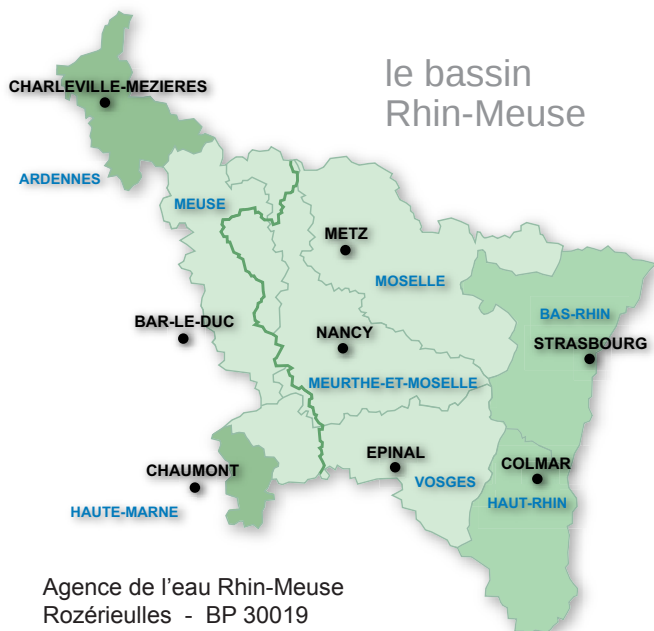 le bassin
Rhin-Meuse
CHARLEVILLE-MEZIERES
ARDENNES
MEUSE
METZ
MOSELLE
BAR-LE-DUC
NANCY
BAS-RHIN
STRASBOURG
MEURTHE-ET-MOSELLE
EPINAL
CHAUMONT
VOSGES
COLMAR
HAUTE-MARNE
HAUT-RHIN
Agence de l’eau Rhin-Meuse
Rozérieulles - BP 30019